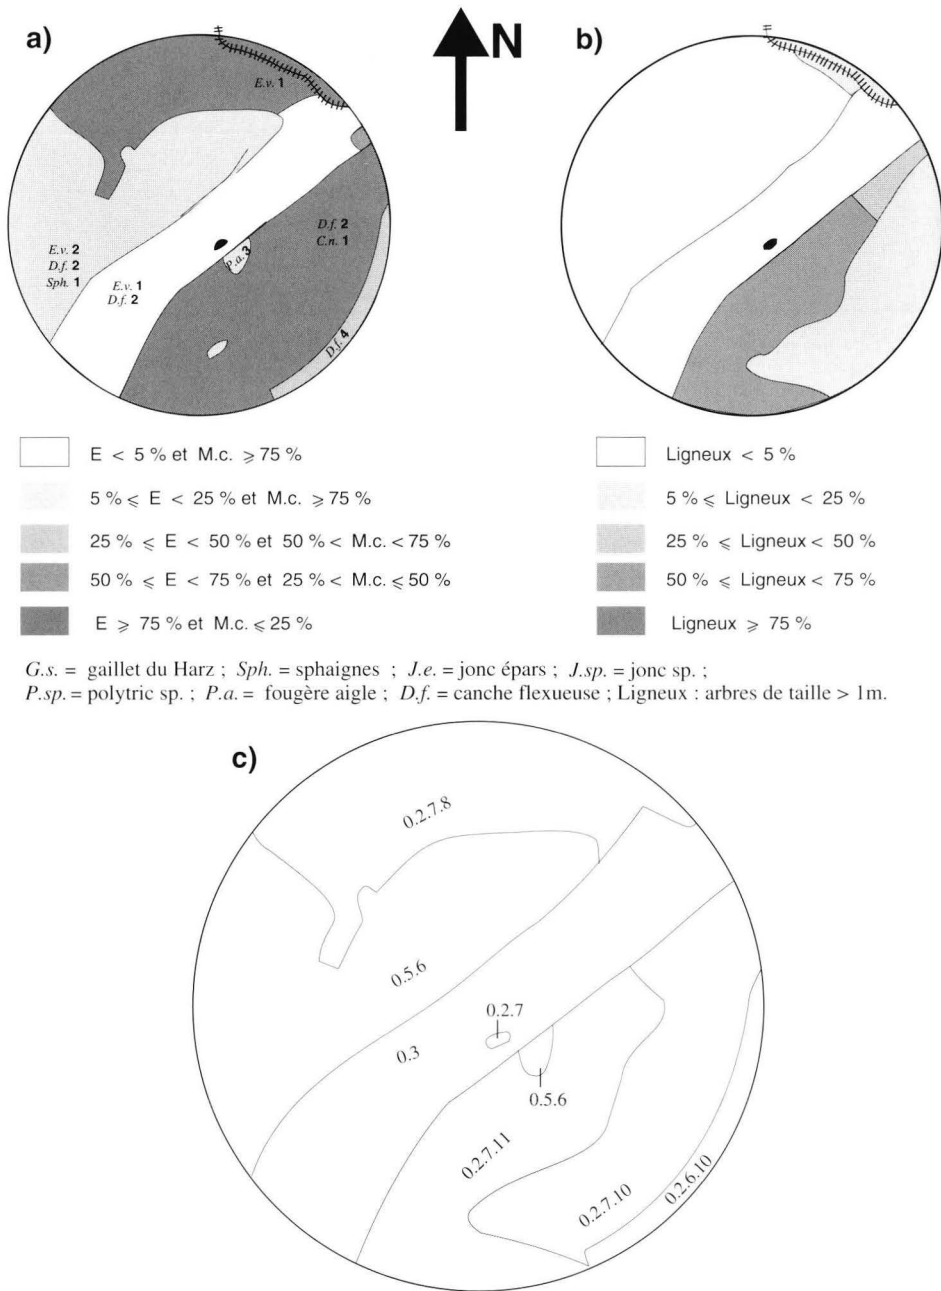 a)
N
b)
E.v. 1
D.f. 2
C.n. 1
P.a. 3
E.v. 2
D.f. 2
Sph. 1
E.v. 1
D.f. 2
D.f. 4
E < 5 % et M.c. ⩾ 75 %
5 % ⩽ E < 25 % et M.c. ⩾ 75 %
25 % ⩽ E < 50 % et 50 % < M.c. < 75 %
50 % ⩽ E < 75 % et 25 % < M.c. ⩽ 50 %
E ⩾ 75 % et M.c. ⩽ 25 %
Ligneux < 5 %
5 % ⩽ Ligneux < 25 %
25 % ⩽ Ligneux < 50 %
50 % ⩽ Ligneux < 75 %
Ligneux ⩾ 75 %
G.s. = gaillet du Harz ; Sph. = sphaignes ; J.e. = jonc épars ; J.sp. = jonc sp. ;
P.sp. = polytric sp. ; P.a. = fougère aigle ; D.f. = canche flexueuse ; Ligneux : arbres de taille > 1m.
c)
0.2.7.8
0.5.6
0.2.7
0.3
0.5.6
0.2.7.11
0.2.7.10
0.2.6.10